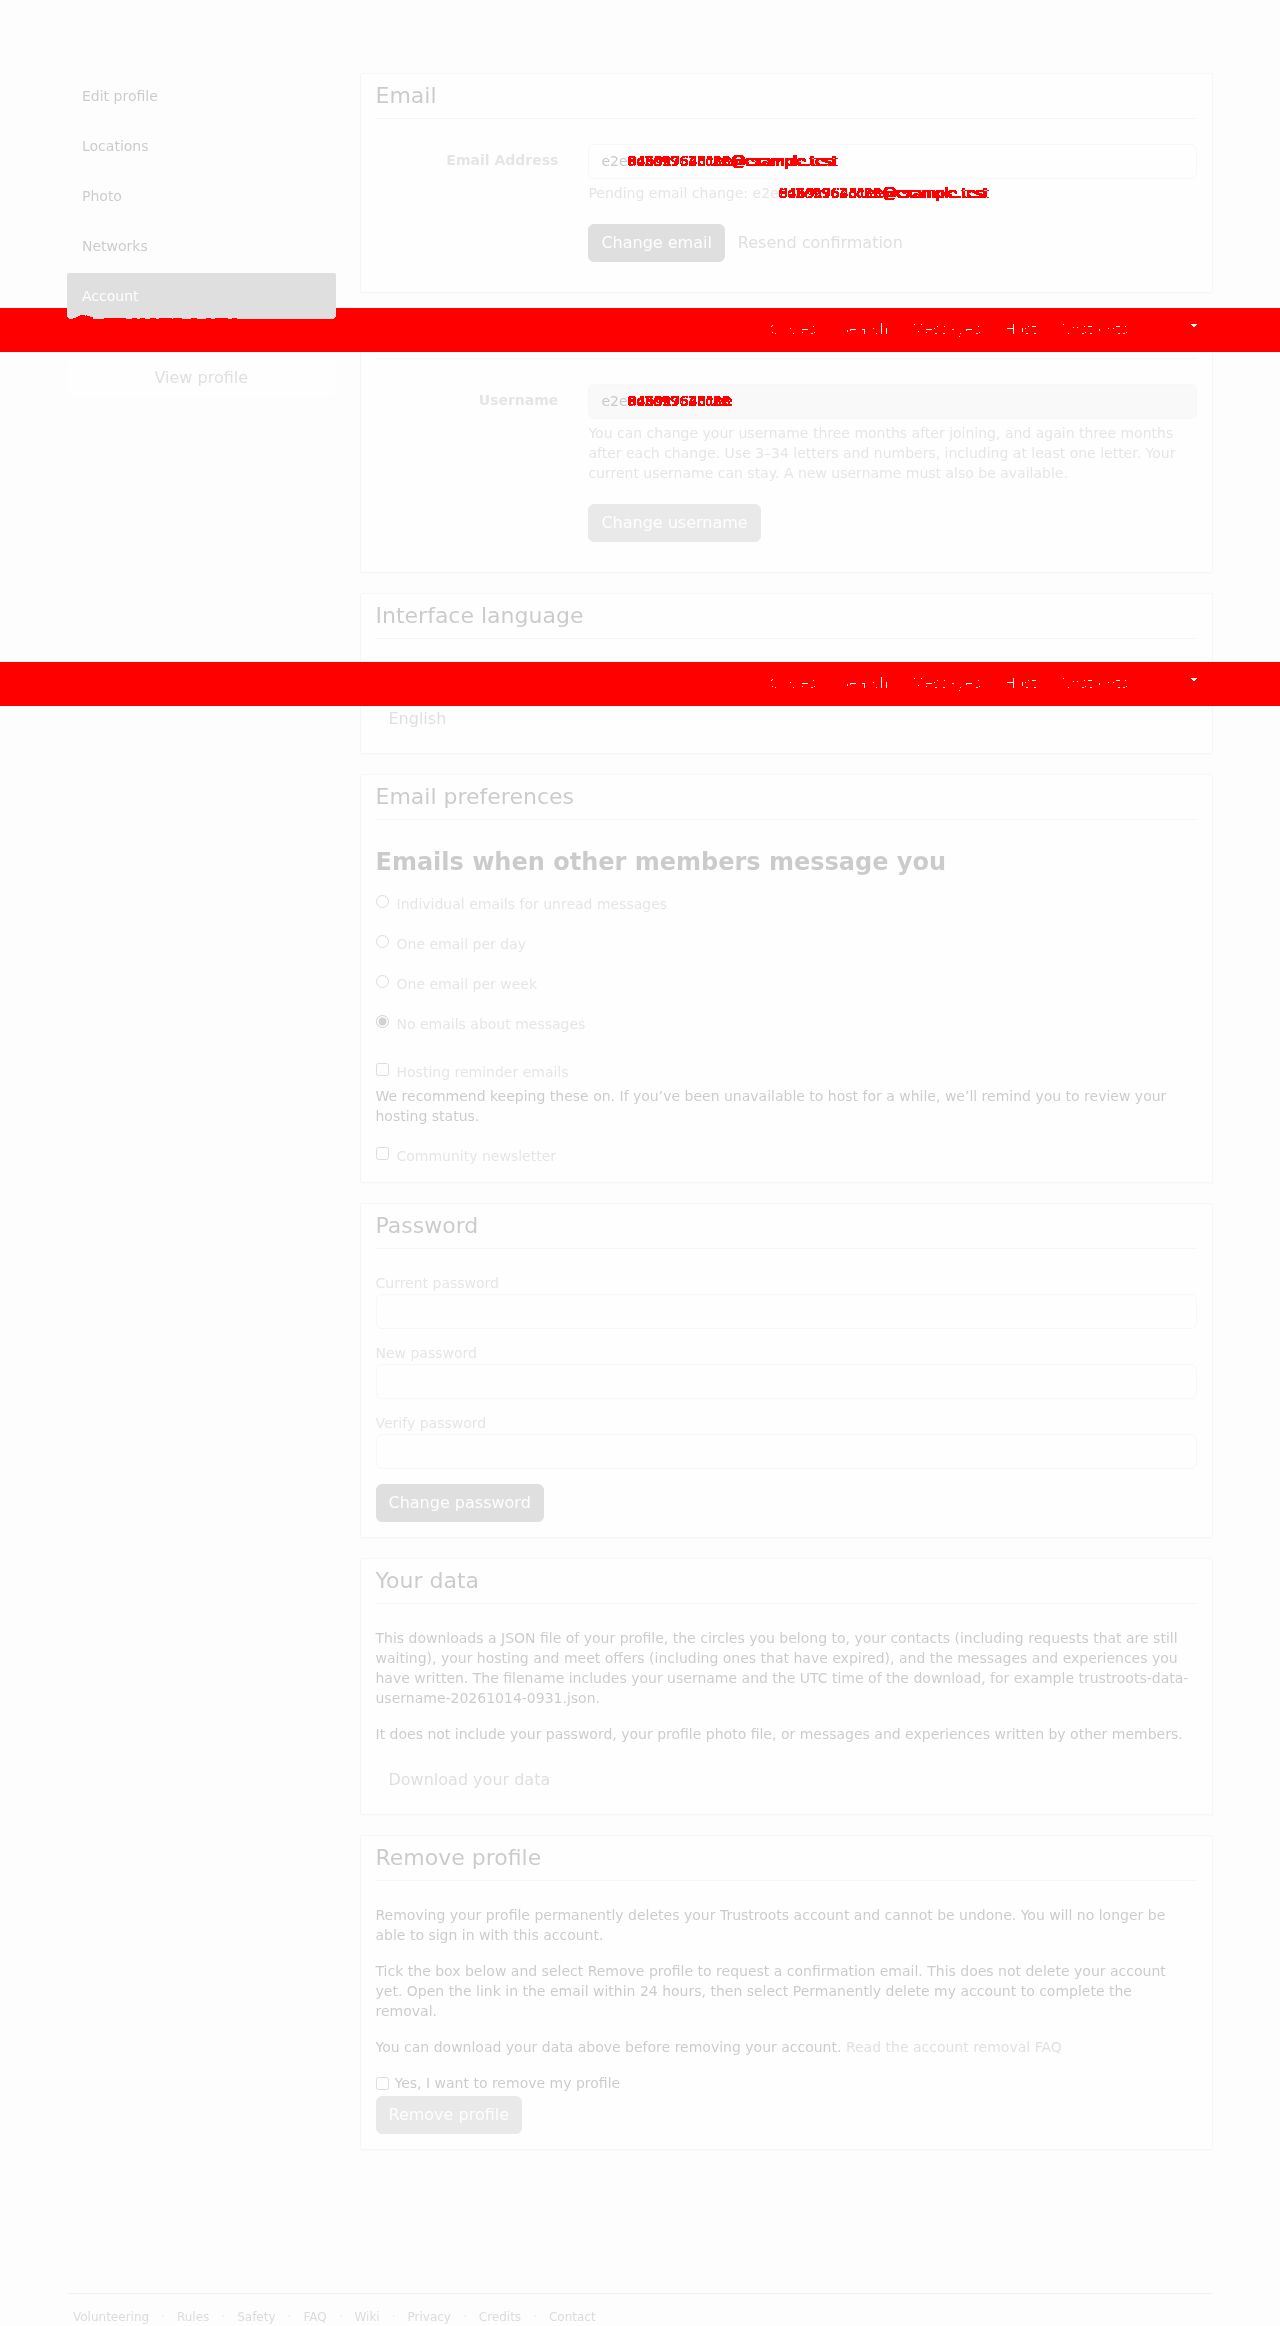 Edit profile
Locations
Photo
Networks
Account
View profile
Email
Email Address
Pending email change:
Change email
Resend confirmation
Username
You can change your username three months after joining, and again three months
after each change. Use 3–34 letters and numbers, including at least one letter. Your
current username can stay. A new username must also be available.
Change username
Interface language
English
Email preferences
Emails when other members message you
Individual emails for unread messages
One email per day
One email per week
No emails about messages
Hosting reminder emails
We recommend keeping these on. If you’ve been unavailable to host for a while, we’ll remind you to review your
hosting status.
Community newsletter
Password
Current password
New password
Verify password
Change password
Your data
This downloads a JSON file of your profile, the circles you belong to, your contacts (including requests that are still
waiting), your hosting and meet offers (including ones that have expired), and the messages and experiences you
have written. The filename includes your username and the UTC time of the download, for example trustroots-data-
username-20261014-0931.json.
It does not include your password, your profile photo file, or messages and experiences written by other members.
Download your data
Remove profile
Removing your profile permanently deletes your Trustroots account and cannot be undone. You will no longer be
able to sign in with this account.
Tick the box below and select Remove profile to request a confirmation email. This does not delete your account
yet. Open the link in the email within 24 hours, then select Permanently delete my account to complete the
removal.
You can download your data above before removing your account. Read the account removal FAQ
Yes, I want to remove my profile
Remove profile
Volunteering · Rules · Safety · FAQ · Wiki · Privacy · Credits · Contact